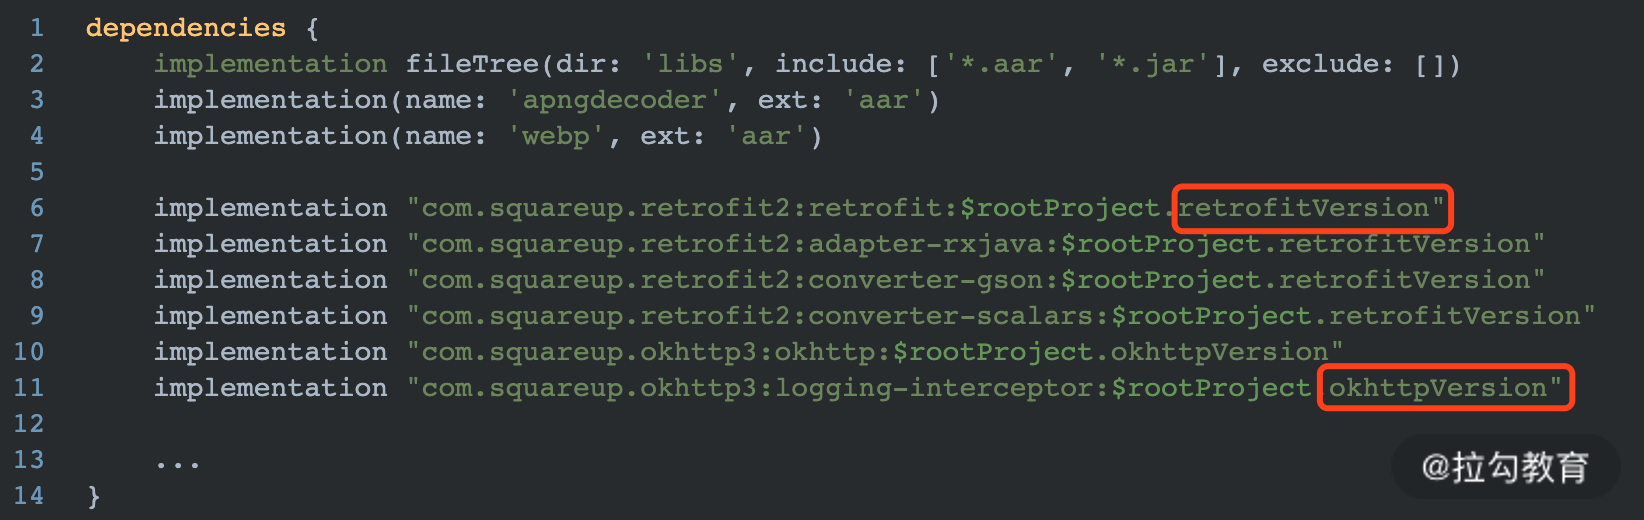 1 dependencies {
2 implementation fileTree(dir: 'libs', include: ['*.aar', '*.jar'], exclude: [])
3 implementation(name: 'apngdecoder', ext: 'aar')
4 implementation(name: 'webp', ext: 'aar')
5
6 implementation "com.squareup.retrofit2:retrofit:$rootProject.retrofitVersion"
7 implementation "com.squareup.retrofit2:adapter-rxjava:$rootProject.retrofitVersion"
8 implementation "com.squareup.retrofit2:converter-gson:$rootProject.retrofitVersion"
9 implementation "com.squareup.retrofit2:converter-scalars:$rootProject.retrofitVersion"
10 implementation "com.squareup.okhttp3:okhttp:$rootProject.okhttpVersion"
11 implementation "com.squareup.okhttp3:logging-interceptor:$rootProject.okhttpVersion"
12
13 ...
14 }
@拉勾教育